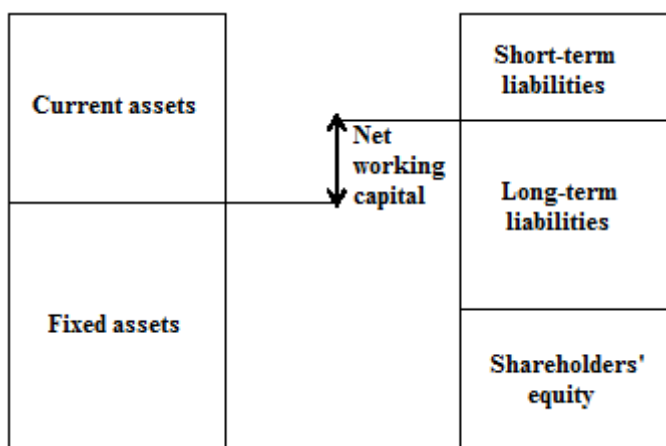 Current assets
Fixed assets
Net
working
capital
Short-term
liabilities
Long-term
liabilities
Shareholders'
equity